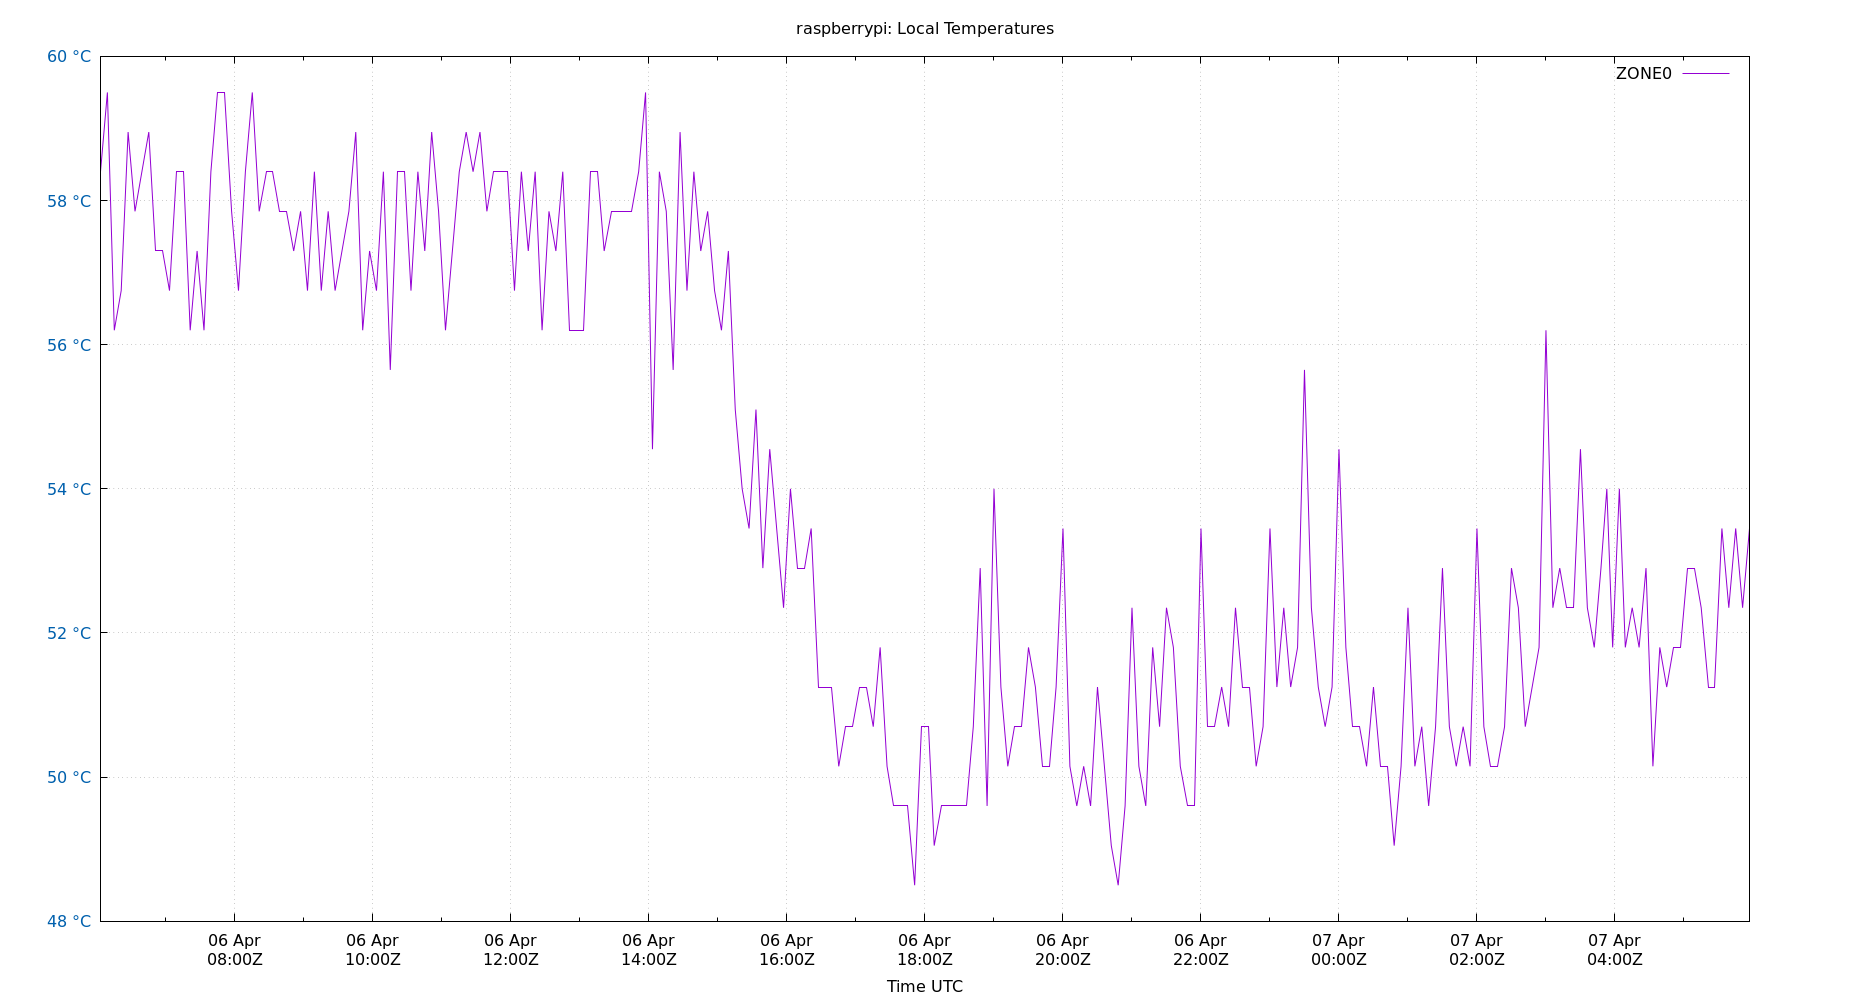 raspberrypi: Local Temperatures
60 °C
ZONE0
58 °C
56 °C
54 °C
52 °C
50 °C
48 °C
06 Apr 06 Apr 06 Apr 06 Apr 06 Apr 06 Apr 06 Apr 06 Apr 07 Apr 07 Apr 07 Apr
08:00Z 10:00Z 12:00Z 14:00Z 16:00Z 18:00Z 20:00Z 22:00Z 00:00Z 02:00Z 04:00Z
Time UTC